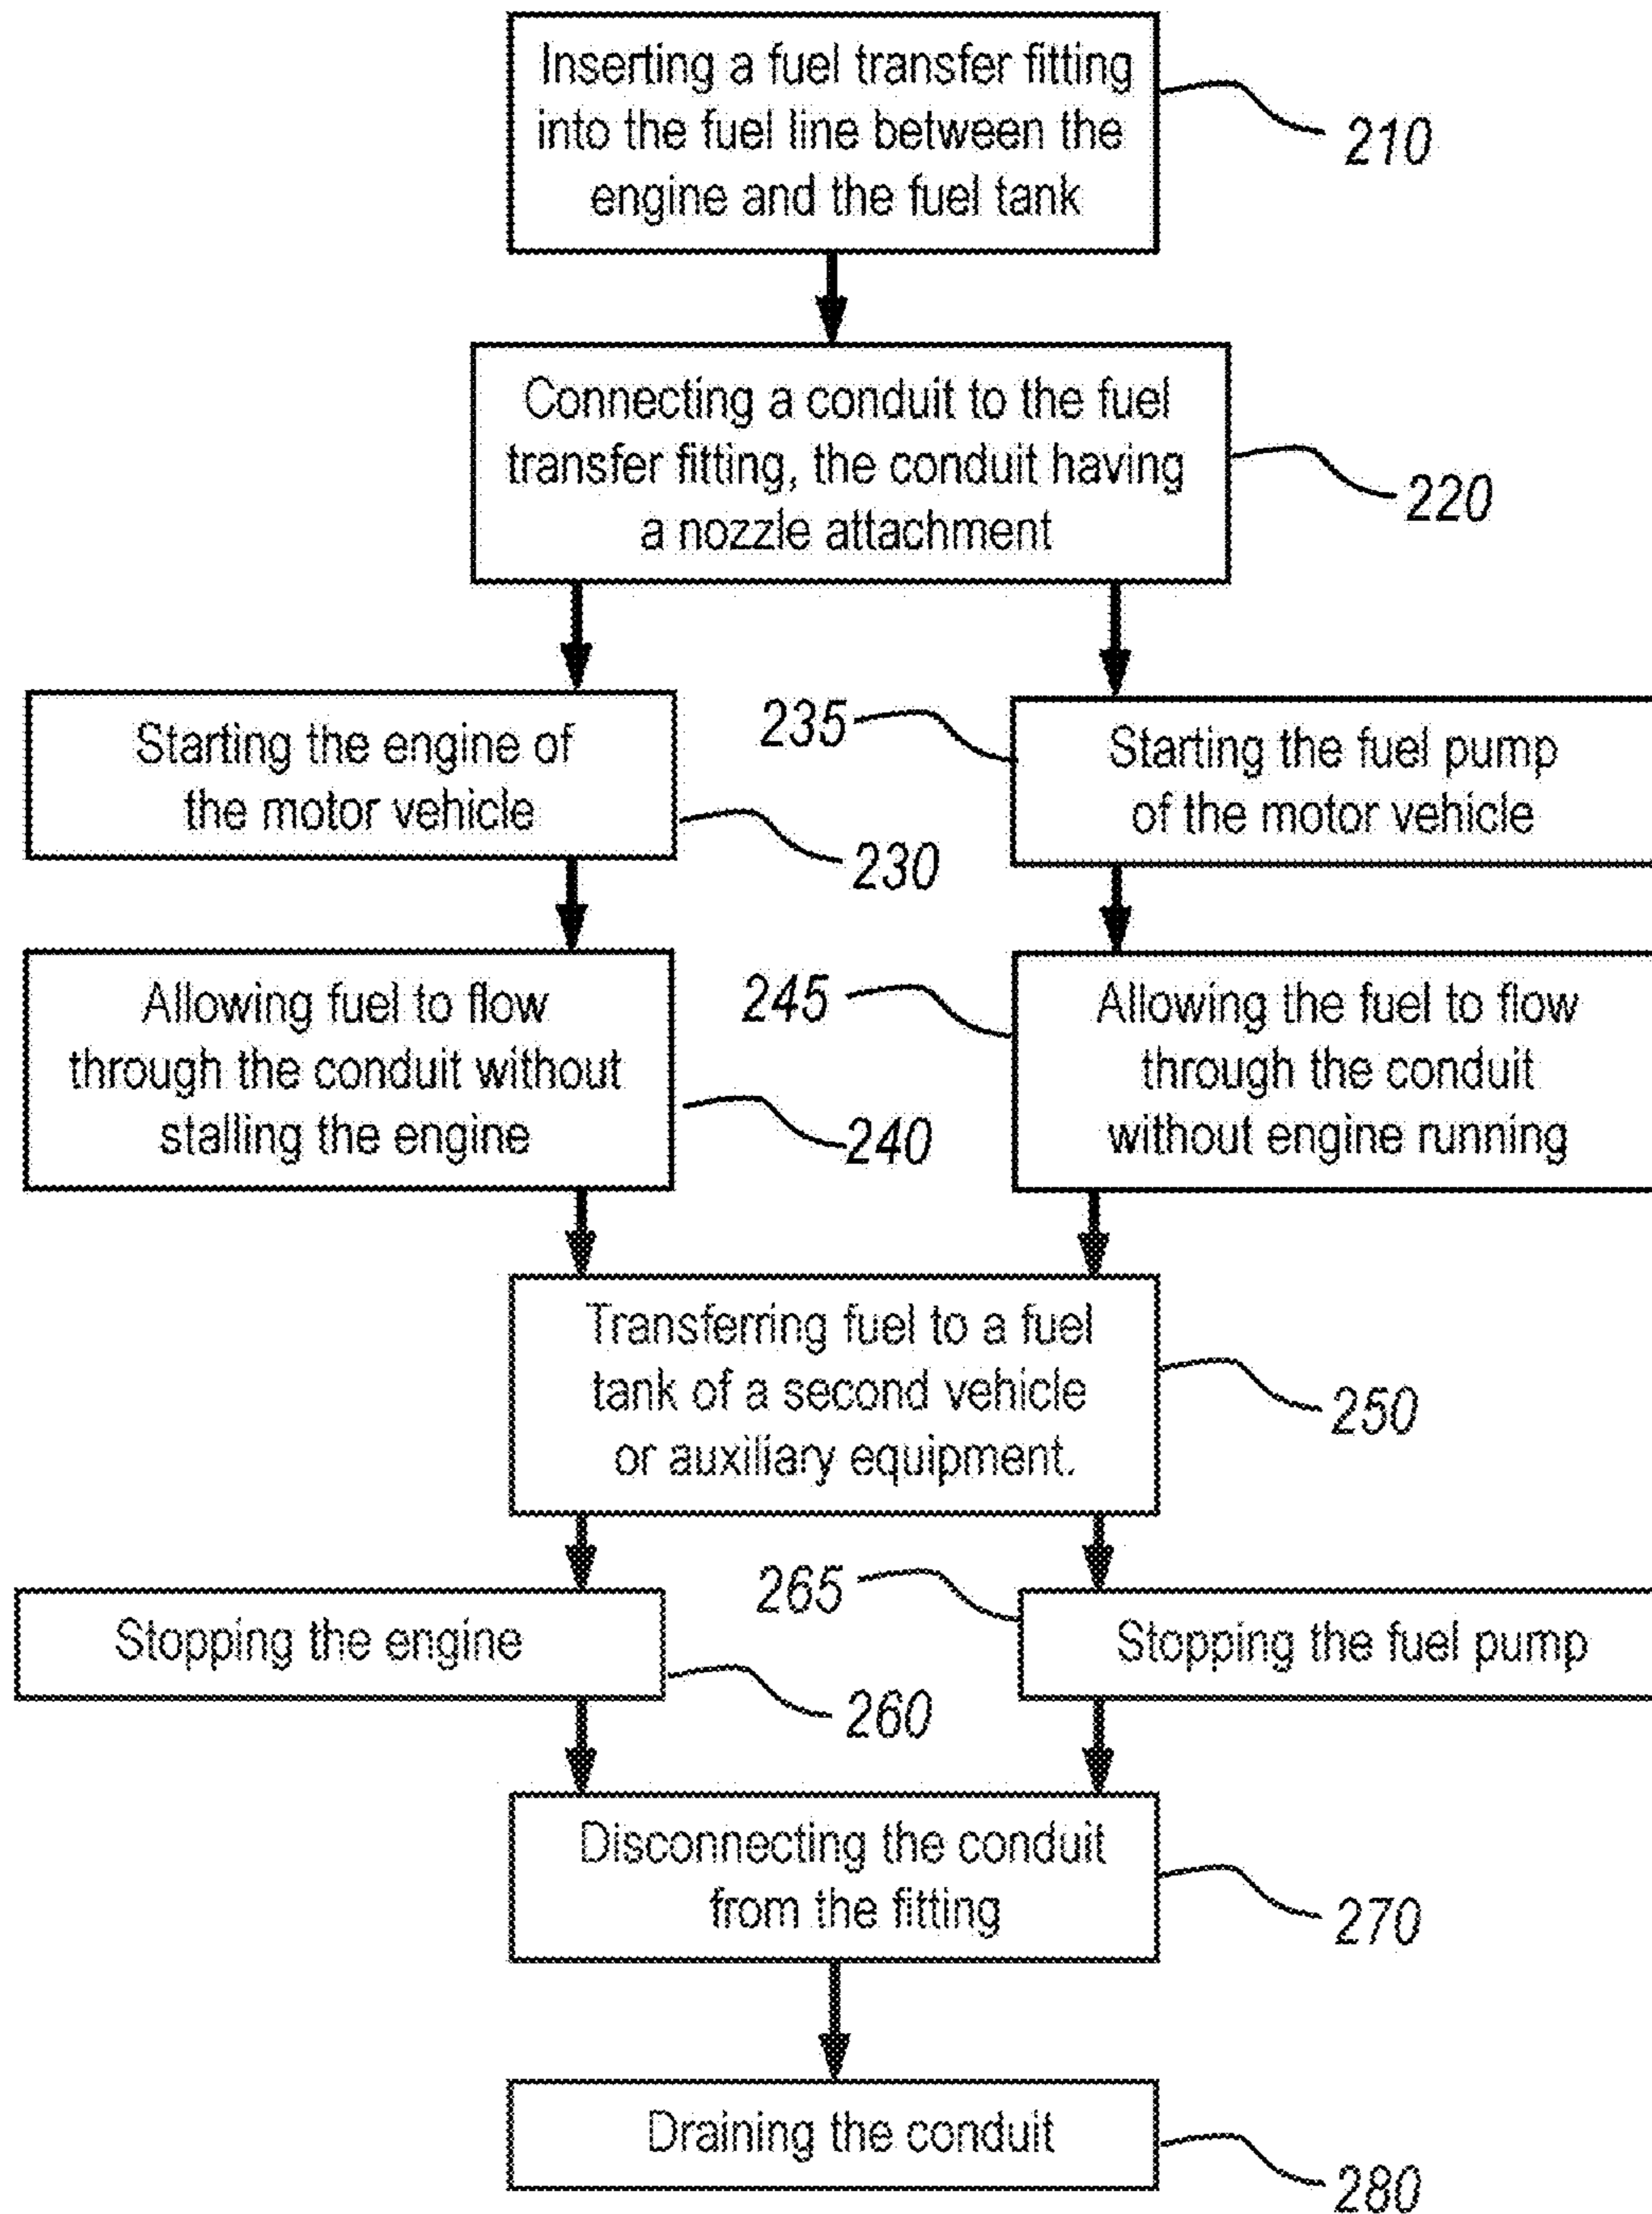 Inserting a fuel transfer fitting
into the fuel line between the
engine and the fuel tank
210
Connecting a conduit to the fuel
transfer fitting, the conduit having
a nozzle attachment
220
Starting the engine of
the motor vehicle
230
235
Starting the fuel pump
of the motor vehicle
Allowing fuel to flow
through the conduit without
stalling the engine
240
245
Allowing the fuel to flow
through the conduit
without engine running
Transferring fuel to a fuel
tank of a second vehicle
or auxiliary equipment.
250
Stopping the engine
260
265
Stopping the fuel pump
Disconnecting the conduit
from the fitting
270
Draining the conduit
280